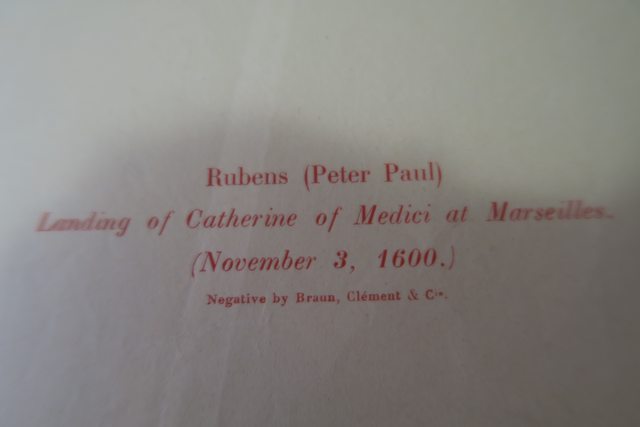 Rubens (Peter Paul)
Landing of Catherine of Medici at Marseilles.
(November 3, 1600.)
Negative by Braun, Clément & Cie.